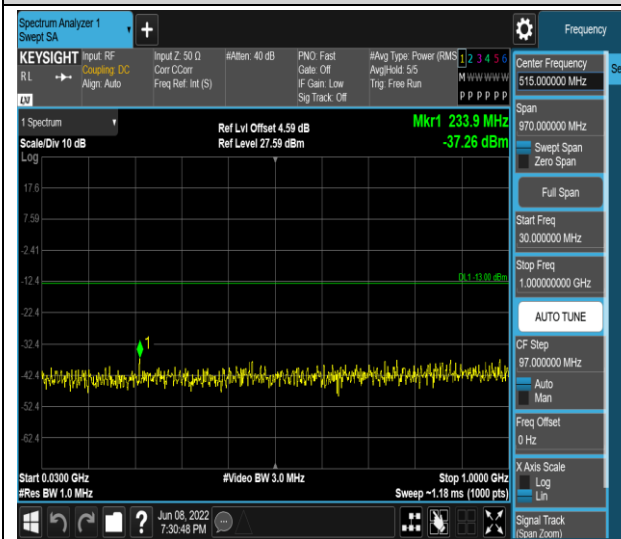 Spectrum Analyzer 1
Swept SA
Frequency
KEYSIGHT
Input: RF
Coupling: DC
Align: Auto
Input Z: 50 Ω
Corr CCorr
Freq Ref: Int (S)
#Atten: 40 dB
PNO: Fast
Gate: Off
IF Gain: Low
Sig Track: Off
#Avg Type: Power (RMS
Avg|Hold: 5/5
Trig: Free Run
1 2 3 4 5 6
M W W W W W
P P P P P P
R L
LXI
1 Spectrum
Scale/Div 10 dB
Log
Ref Lvl Offset 4.59 dB
Ref Level 27.59 dBm
Mkr1 233.9 MHz
-37.26 dBm
17.6
7.59
-2.41
-12.4
DL1 -13.00 dBm
-22.4
-32.4
1
-42.4
-52.4
-62.4
Start 0.0300 GHz
#Res BW 1.0 MHz
#Video BW 3.0 MHz
Stop 1.0000 GHz
Sweep ~1.18 ms (1000 pts)
?
Jun 08, 2022
7:30:48 PM
Center Frequency
515.000000 MHz
Se
Span
970.000000 MHz
Swept Span
Zero Span
Full Span
Start Freq
30.000000 MHz
Stop Freq
1.000000000 GHz
AUTO TUNE
CF Step
97.000000 MHz
Auto
Man
Freq Offset
0 Hz
X Axis Scale
Log
Lin
Signal Track
(Span Zoom)